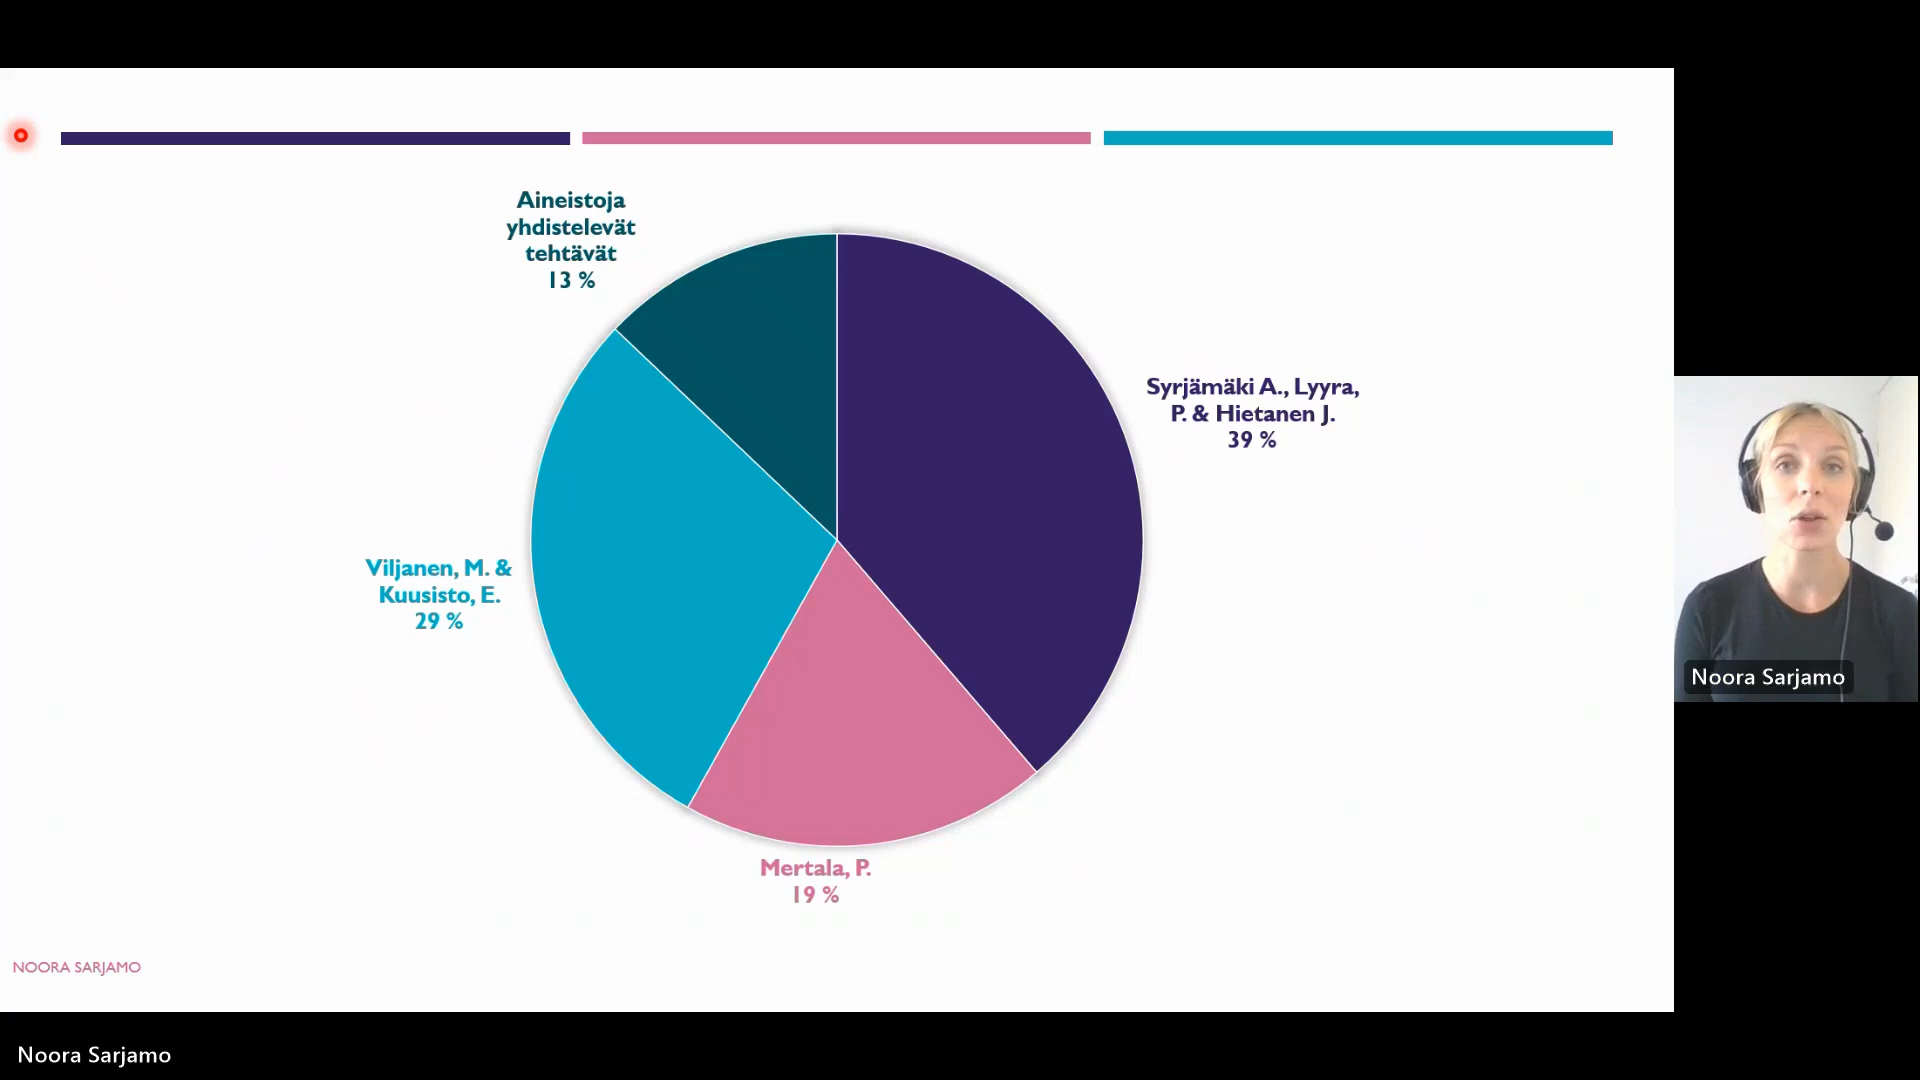 Aineistoja
yhdistelevät
tehtävät
13 %
Syrjämäki A., Lyyra,
P. & Hietanen J.
39 %
Viljanen, M. &
Kuusisto, E.
29 %
Mertala, P.
19 %
NOORA SARJAMO
Noora Sarjamo
Noora Sarjamo